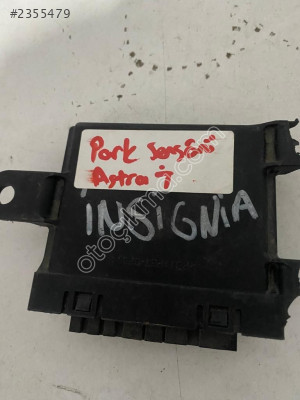 #2355479
Park Sensörü
Astra J
INSIGNIA
otoçıkma.com